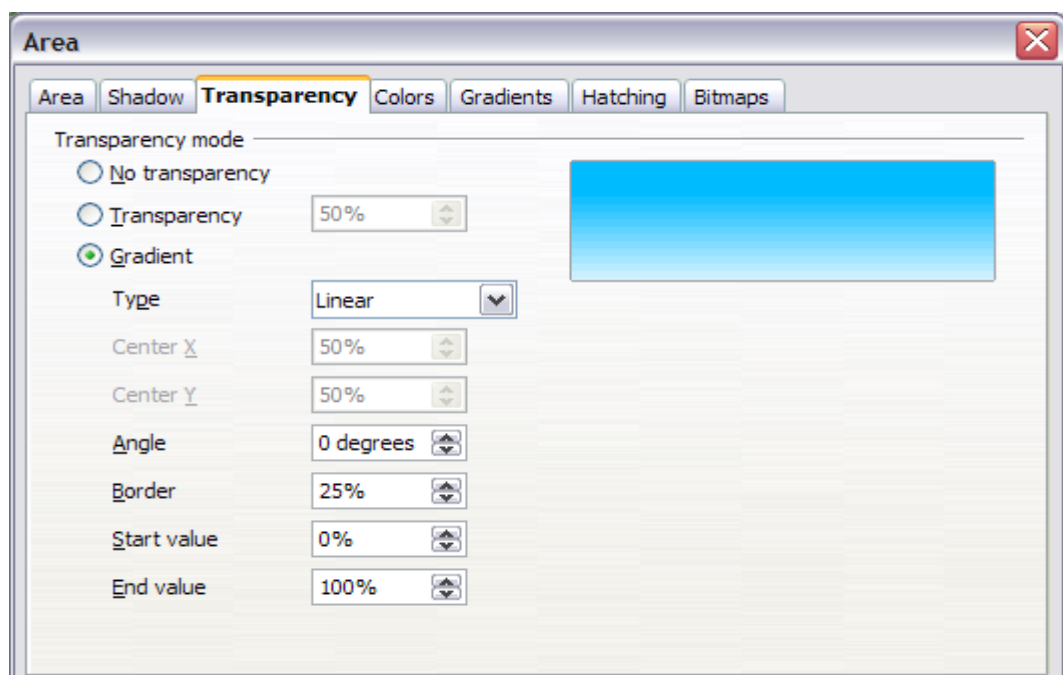 Area
Area Shadow Transparency Colors Gradients Hatching Bitmaps
Transparency mode
No transparency
Transparency 50%
Gradient
Type Linear
Center X 50%
Center Y 50%
Angle 0 degrees
Border 25%
Start value 0%
End value 100%